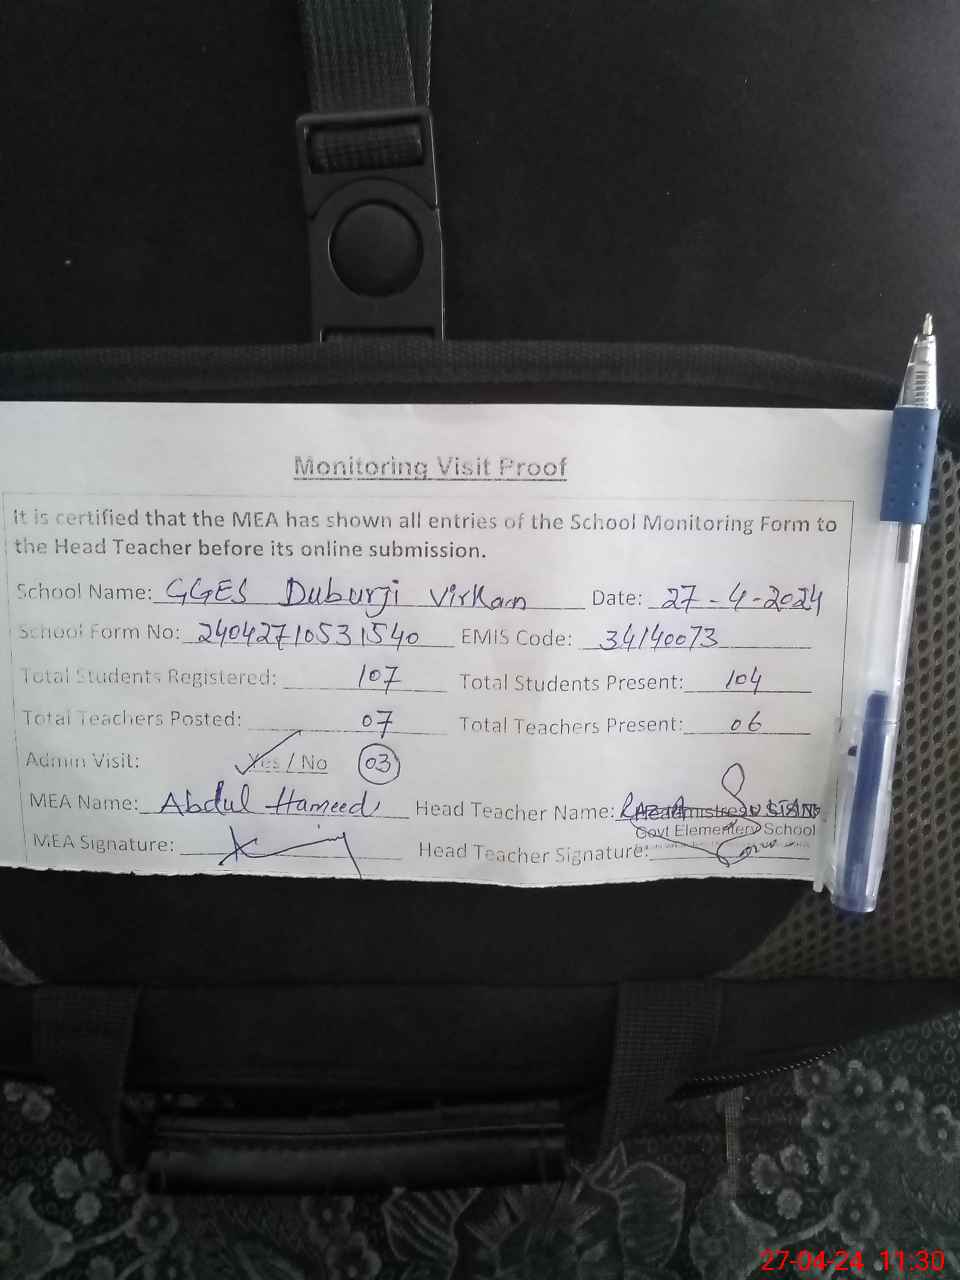 Monitoring Visit Proof
It is certified that the MEA has shown all entries of the School Monitoring Form to
the Head Teacher before its online submission.
School Name: GGES Duburji Virkan Date: 27-4-2024
School Form No: 24042710531540 EMIS Code: 34140073
Total Students Registered: 107 Total Students Present: 104
Total Teachers Posted: 07 Total Teachers Present: 06
Admin Visit: Yes / No 03
MEA Name: Abdul Hameed Head Teacher Name:
Headmistress
Govt Elementery School
MEA Signature: Head Teacher Signature:
27-04-24 11:30